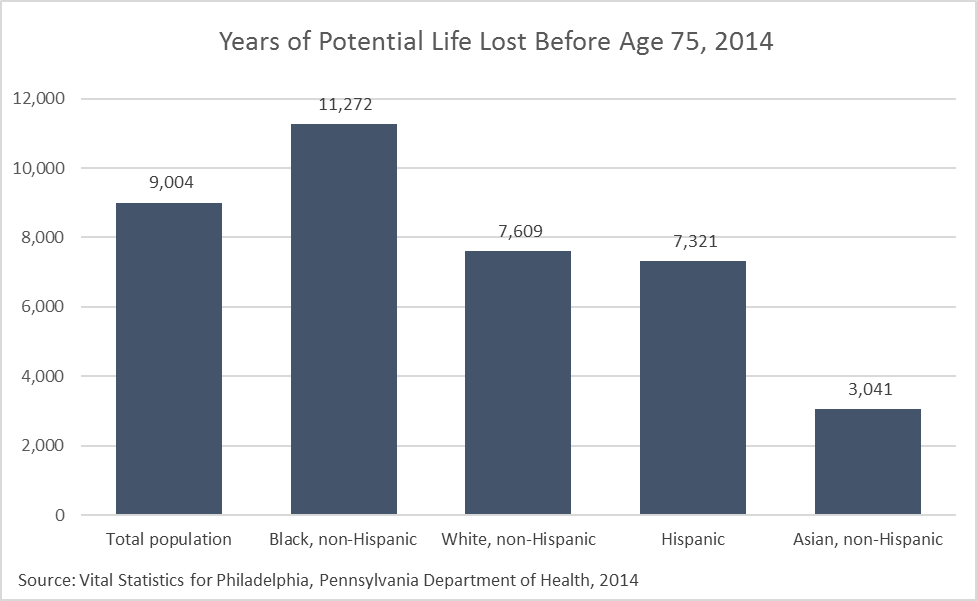 Years of Potential Life Lost Before Age 75, 2014
12,000
10,000
8,000
6,000
4,000
2,000
0
11,272
9,004
7,609
7,321
3,041
Total population
Black, non-Hispanic
White, non-Hispanic
Hispanic
Asian, non-Hispanic
Source: Vital Statistics for Philadelphia, Pennsylvania Department of Health, 2014